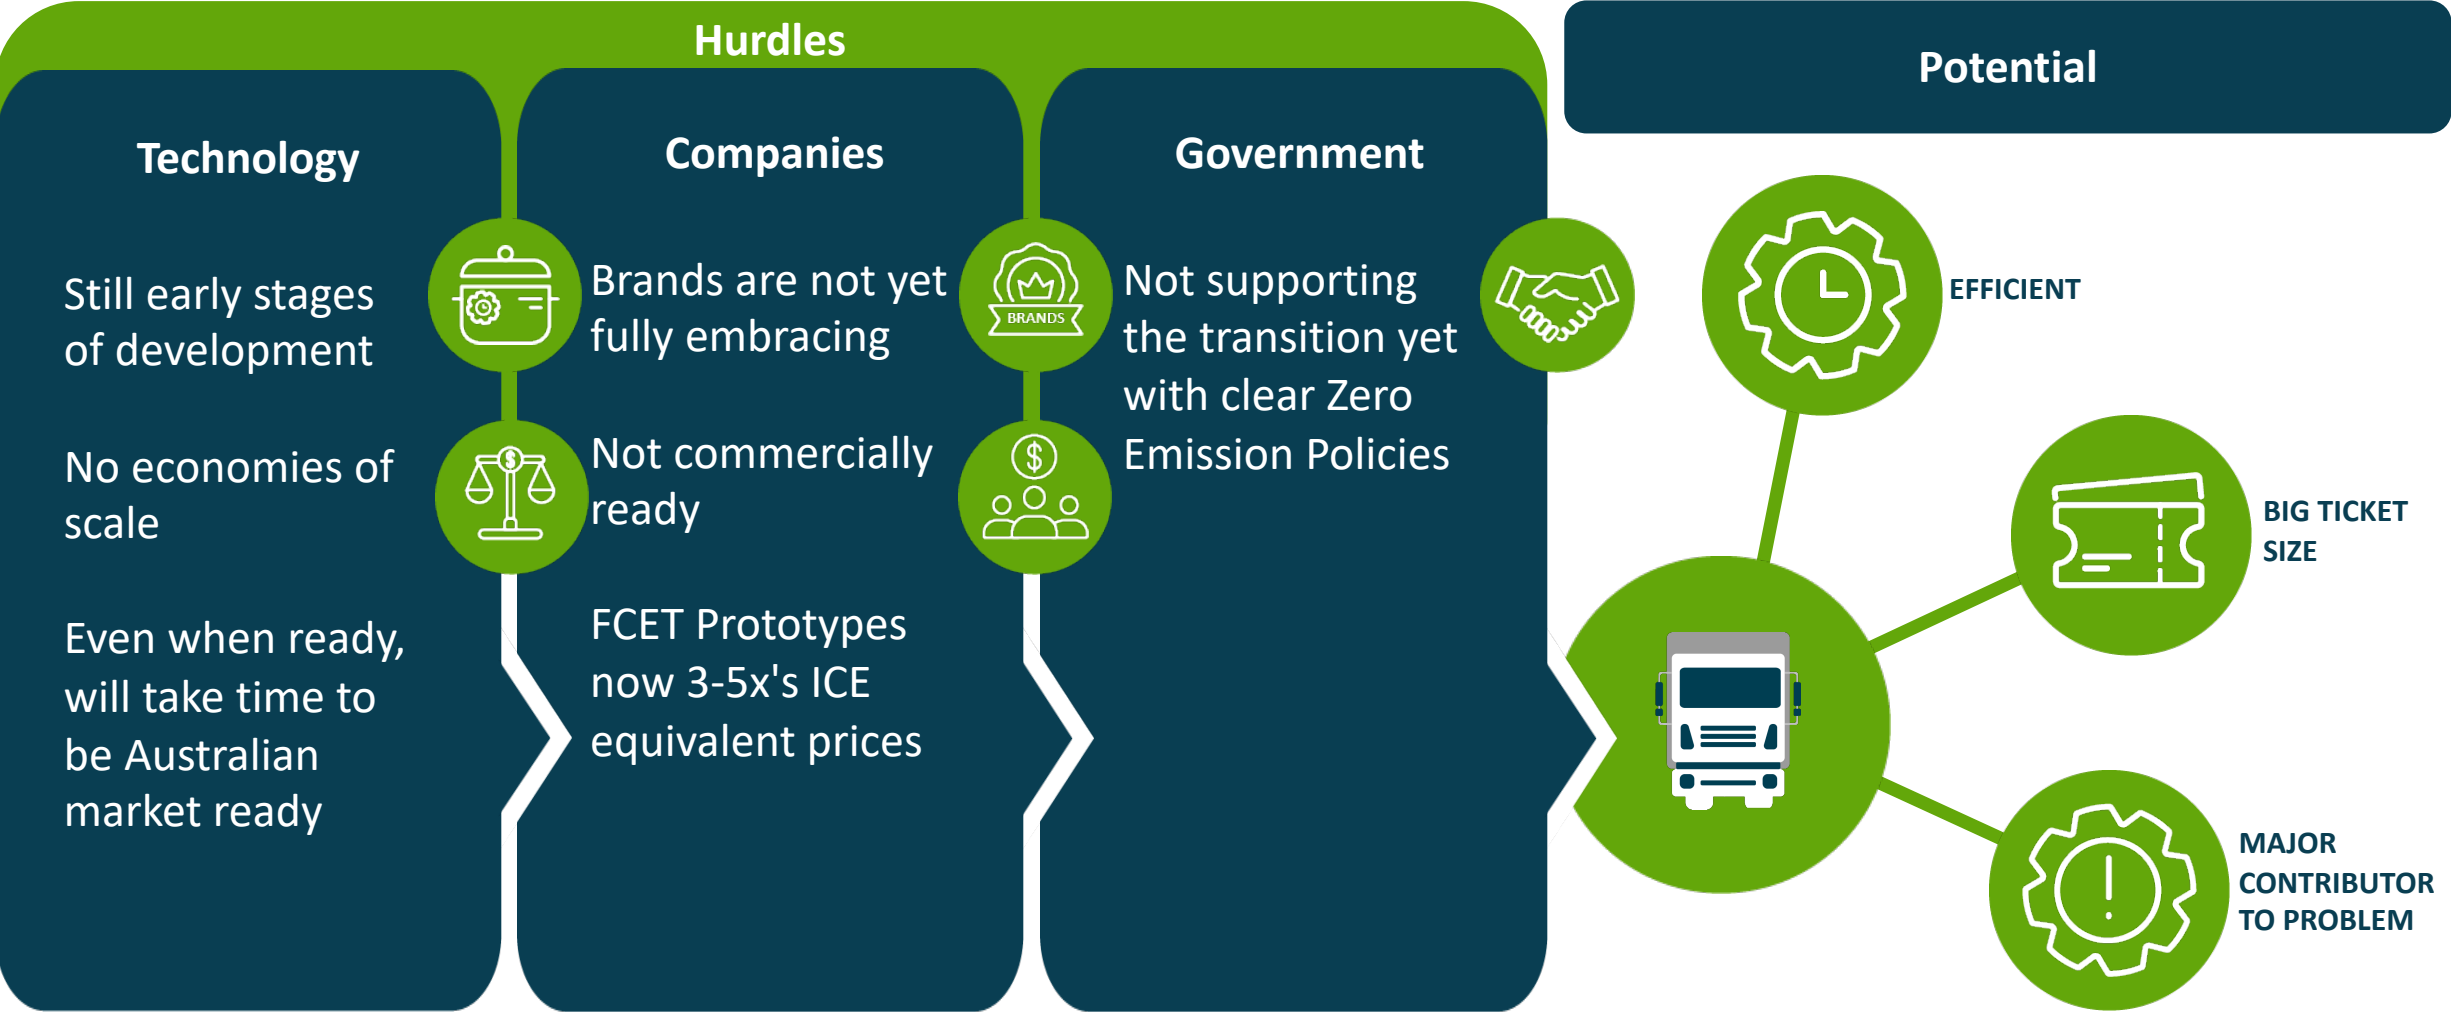 Hurdles
Technology
Still early stages
of development
No economies of
scale
Even when ready,
will take time to
be Australian
market ready
$
Companies
Brands are not yet
fully embracing
Not commercially
ready
FCET Prototypes
now 3-5x's ICE
equivalent prices
BRANDS
$
Government
Not supporting
the transition yet
with clear Zero
Emission Policies
Potential
EFFICIENT
BIG TICKET
SIZE
MAJOR
CONTRIBUTOR
TO PROBLEM